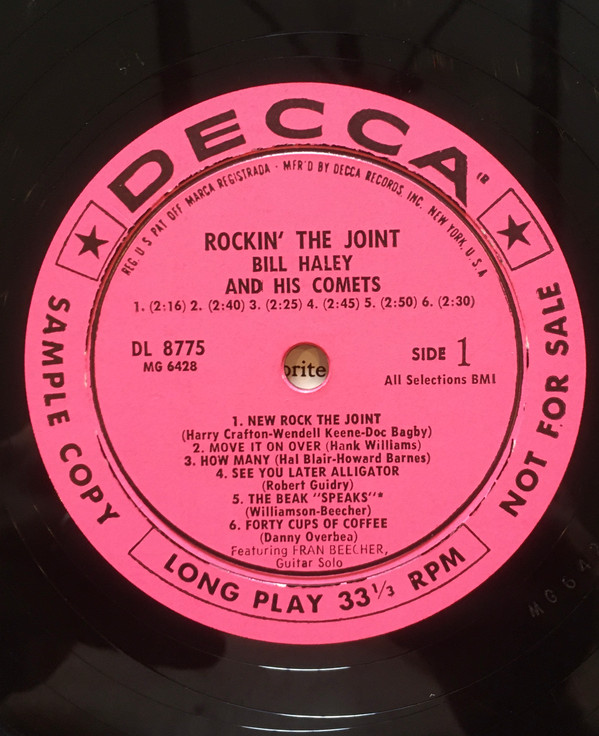 DECCA
REG. U S PAT OFF MARCA REGISTRADA · MFR'D BY DECCA RECORDS, INC. NEW YORK, U.S.A
ROCKIN' THE JOINT
BILL HALEY
AND HIS COMETS
1. (2:16) 2. (2:40) 3. (2:25) 4. (2:45) 5. (2:50) 6. (2:30)
DL 8775
MG 6428
SIDE 1
All Selections BMI
1. NEW ROCK THE JOINT
(Harry Crafton-Wendell Keene-Doc Bagby)
2. MOVE IT ON OVER (Hank Williams)
3. HOW MANY (Hal Blair-Howard Barnes)
4. SEE YOU LATER ALLIGATOR
(Robert Guidry)
5. THE BEAK "SPEAKS"*
(Williamson-Beecher)
6. FORTY CUPS OF COFFEE
(Danny Overbea)
Featuring FRAN BEECHER,
Guitar Solo
SAMPLE COPY
NOT FOR SALE
LONG PLAY 33 1/3 RPM